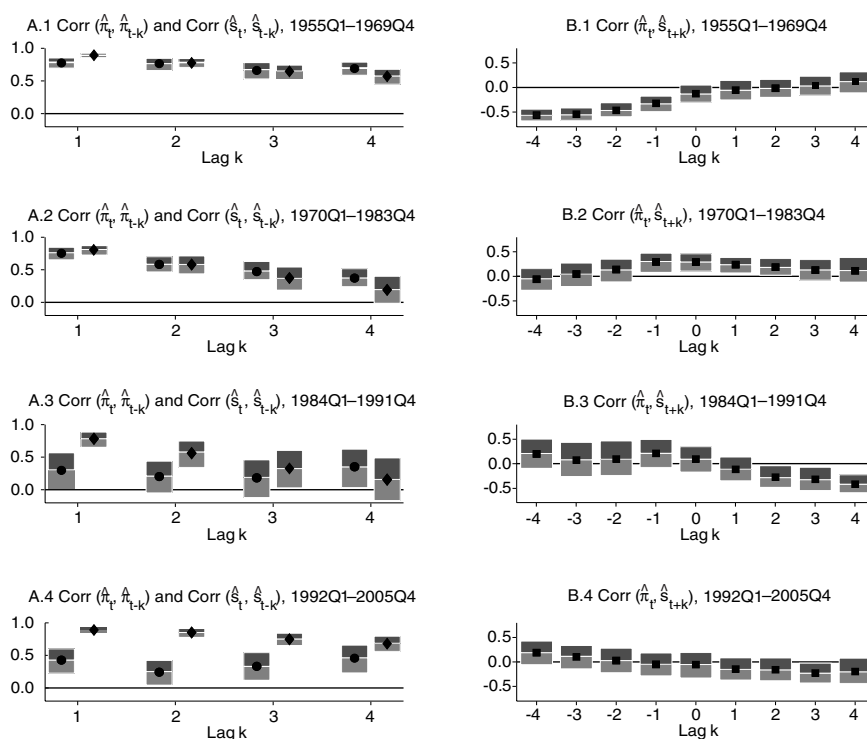 A.1 Corr (π̂t, π̂t-k) and Corr (ŝt, ŝt-k), 1955Q1–1969Q4
1.0
0.5
0.0
1 2 3 4
Lag k
B.1 Corr (π̂t, ŝt+k), 1955Q1–1969Q4
0.5
0.0
-0.5
-4 -3 -2 -1 0 1 2 3 4
Lag k
A.2 Corr (π̂t, π̂t-k) and Corr (ŝt, ŝt-k), 1970Q1–1983Q4
1.0
0.5
0.0
1 2 3 4
Lag k
B.2 Corr (π̂t, ŝt+k), 1970Q1–1983Q4
0.5
0.0
-0.5
-4 -3 -2 -1 0 1 2 3 4
Lag k
A.3 Corr (π̂t, π̂t-k) and Corr (ŝt, ŝt-k), 1984Q1–1991Q4
1.0
0.5
0.0
1 2 3 4
Lag k
B.3 Corr (π̂t, ŝt+k), 1984Q1–1991Q4
0.5
0.0
-0.5
-4 -3 -2 -1 0 1 2 3 4
Lag k
A.4 Corr (π̂t, π̂t-k) and Corr (ŝt, ŝt-k), 1992Q1–2005Q4
1.0
0.5
0.0
1 2 3 4
Lag k
B.4 Corr (π̂t, ŝt+k), 1992Q1–2005Q4
0.5
0.0
-0.5
-4 -3 -2 -1 0 1 2 3 4
Lag k